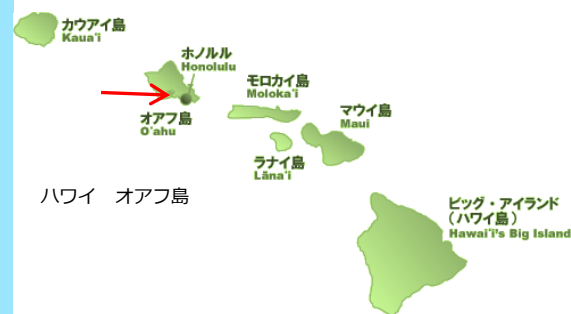 カウアイ島
Kaua'i
ホノルル
Honolulu
モロカイ島
Moloka'i
マウイ島
Maui
オアフ島
O'ahu
ラナイ島
Lāna'i
ハワイ　オアフ島
ビッグ・アイランド
（ハワイ島）
Hawai'i's Big Island